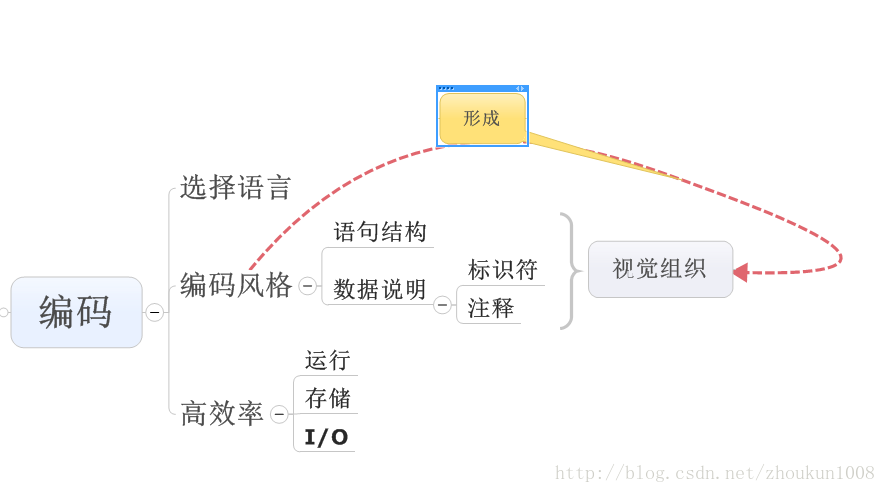 形成
选择语言
语句结构
编码风格
数据说明
标识符
注释
视觉组织
编码
运行
高效率
存储
I/O
http://blog.csdn.net/zhoukun1008